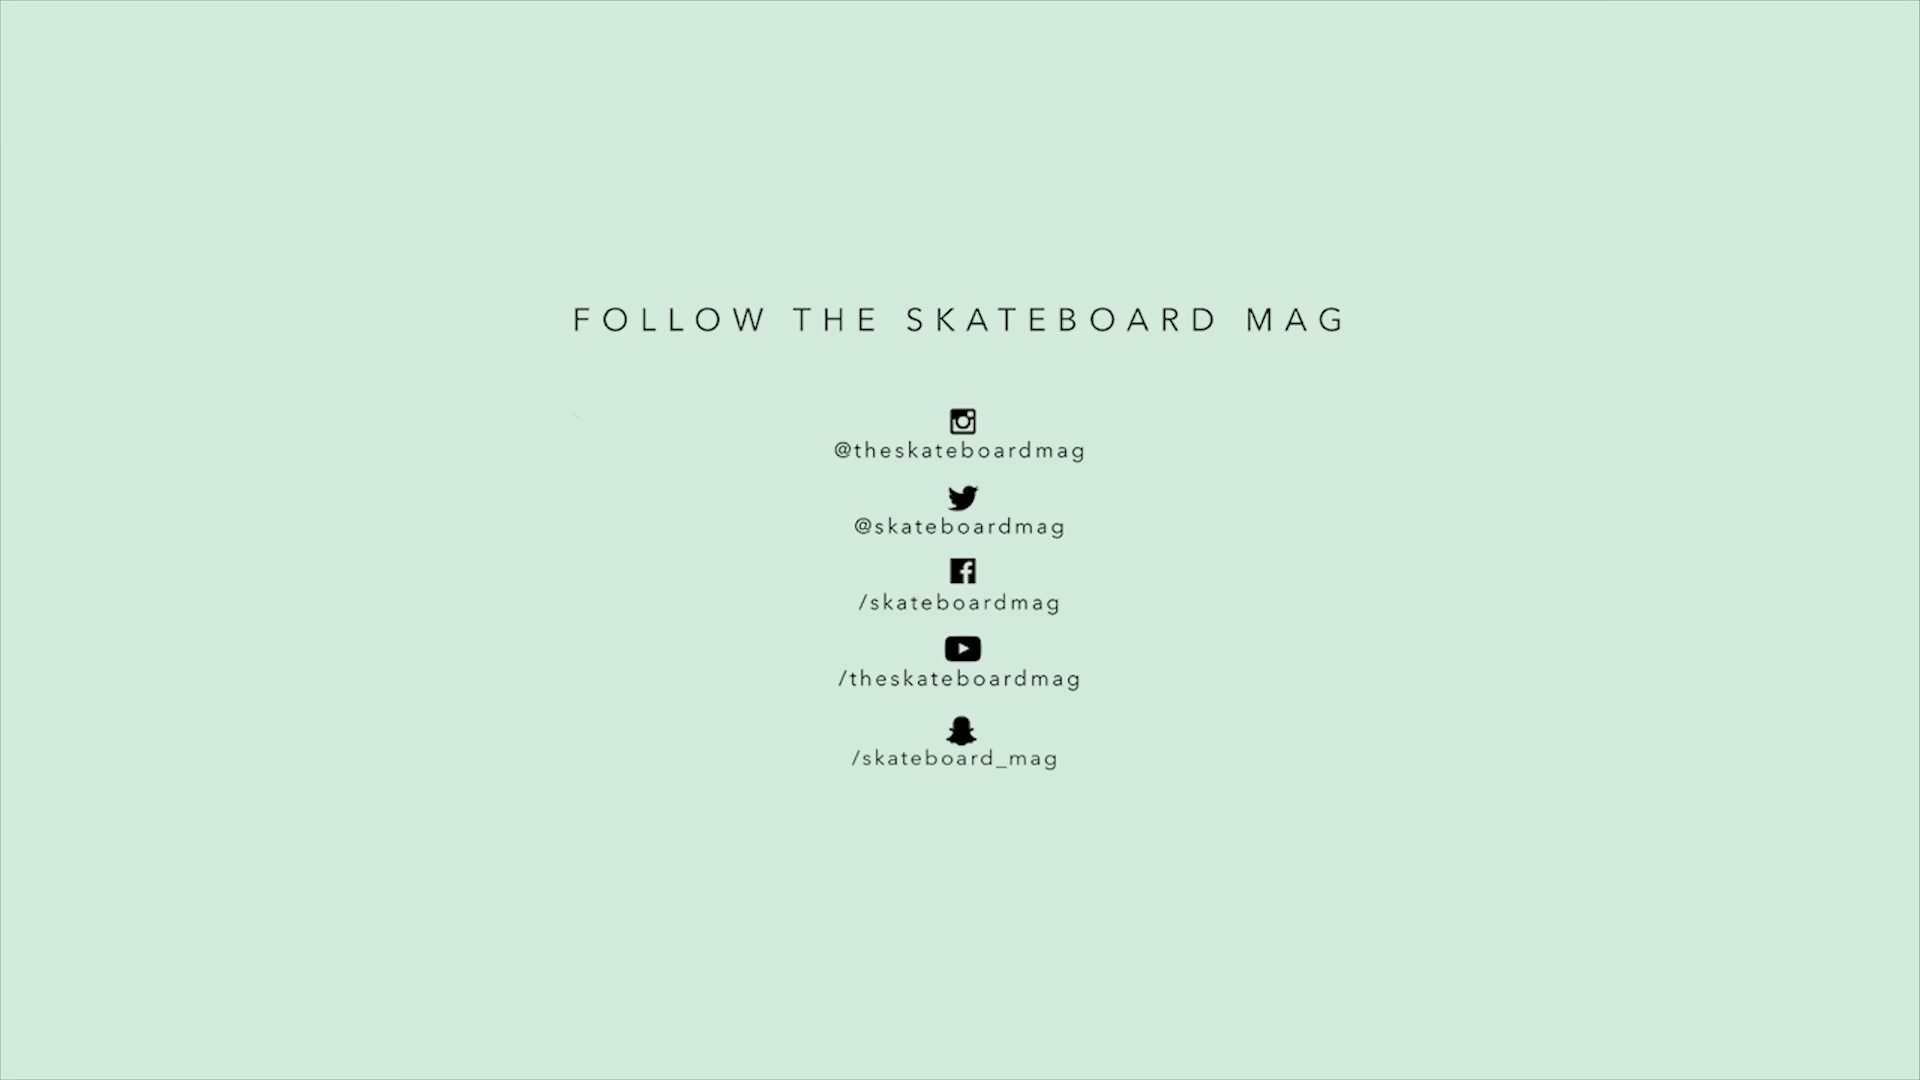 FOLLOW THE SKATEBOARD MAG
@theskateboardmag
@skateboardmag
/skateboardmag
/theskateboardmag
/skateboard_mag